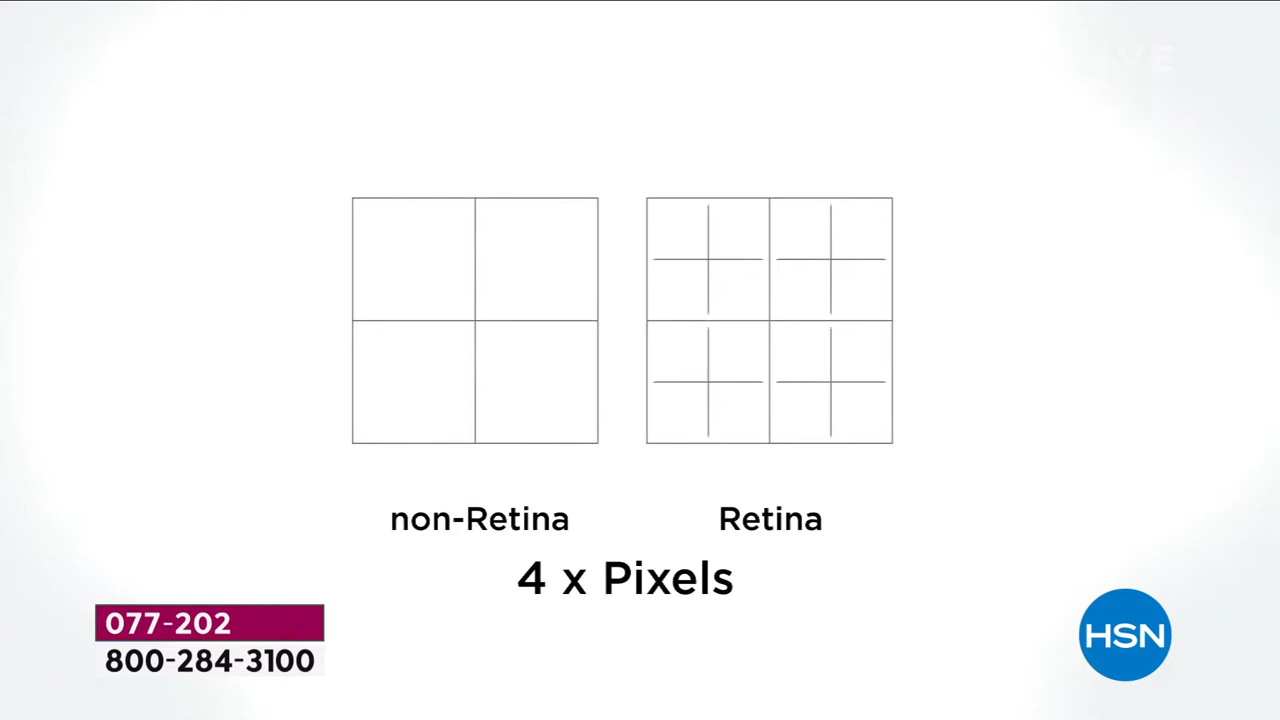 non-Retina
Retina
4 x Pixels
077-202
800-284-3100
HSN